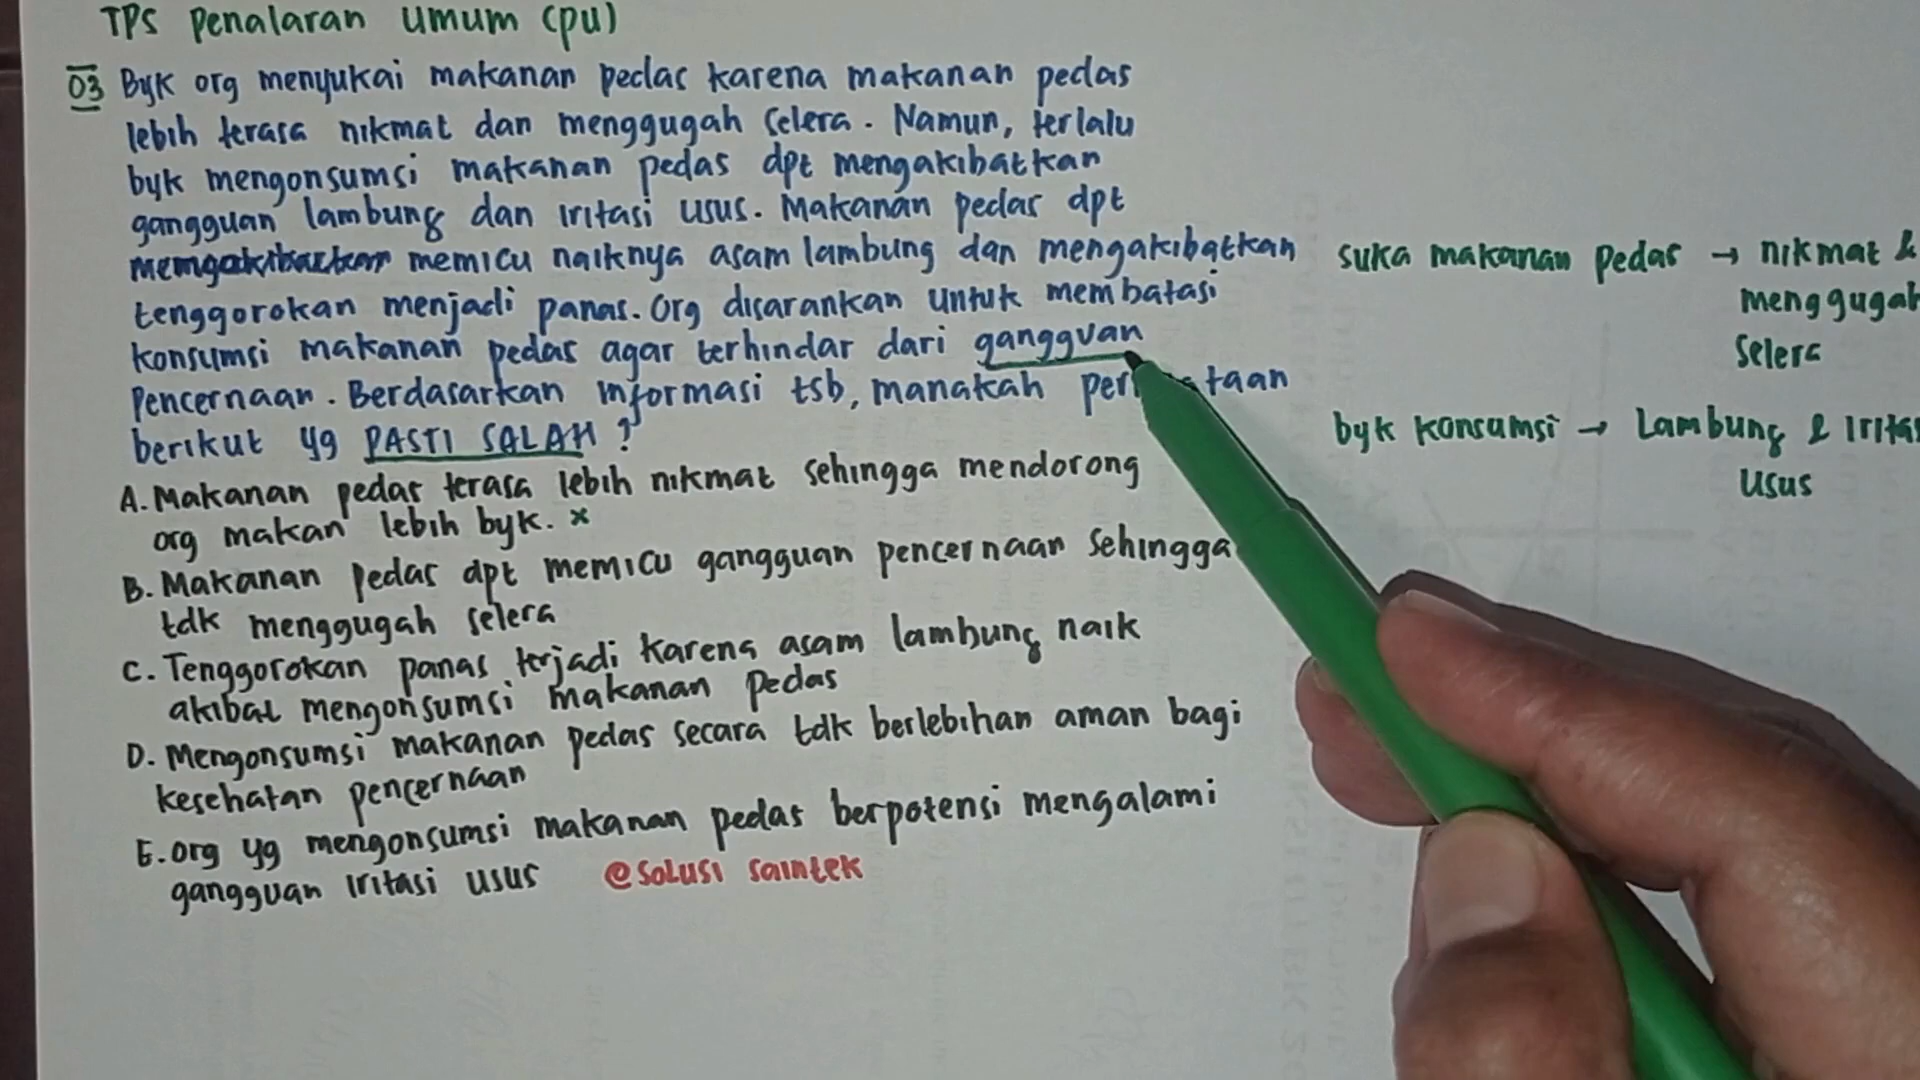 TPS Penalaran Umum (PU)
03 Byk org menyukai makanan pedas karena makanan pedas
lebih terasa nikmat dan menggugah selera. Namun, terlalu
byk mengonsumsi makanan pedas dpt mengakibatkan
gangguan lambung dan iritasi usus. Makanan pedas dpt
memicu naiknya asam lambung dan mengakibatkan
tenggorokan menjadi panas. Org disarankan untuk membatasi
konsumsi makanan pedas agar terhindar dari gangguan
pencernaan. Berdasarkan informasi tsb, manakah
berikut yg PASTI SALAH?
A. Makanan pedas terasa lebih nikmat sehingga mendorong
org makan lebih byk. x
B. Makanan pedas dpt memicu gangguan pencernaan sehingga
tdk menggugah selera
C. Tenggorokan panas terjadi karena asam lambung naik
akibat mengonsumsi makanan pedas
D. Mengonsumsi makanan pedas secara tdk berlebihan aman bagi
kesehatan pencernaan
E. org yg mengonsumsi makanan pedas berpotensi mengalami
gangguan iritasi usus @solusi saintek
suka makanan pedas → nikmat &
menggugah
selera
byk konsumsi → Lambung & Iritas
usus